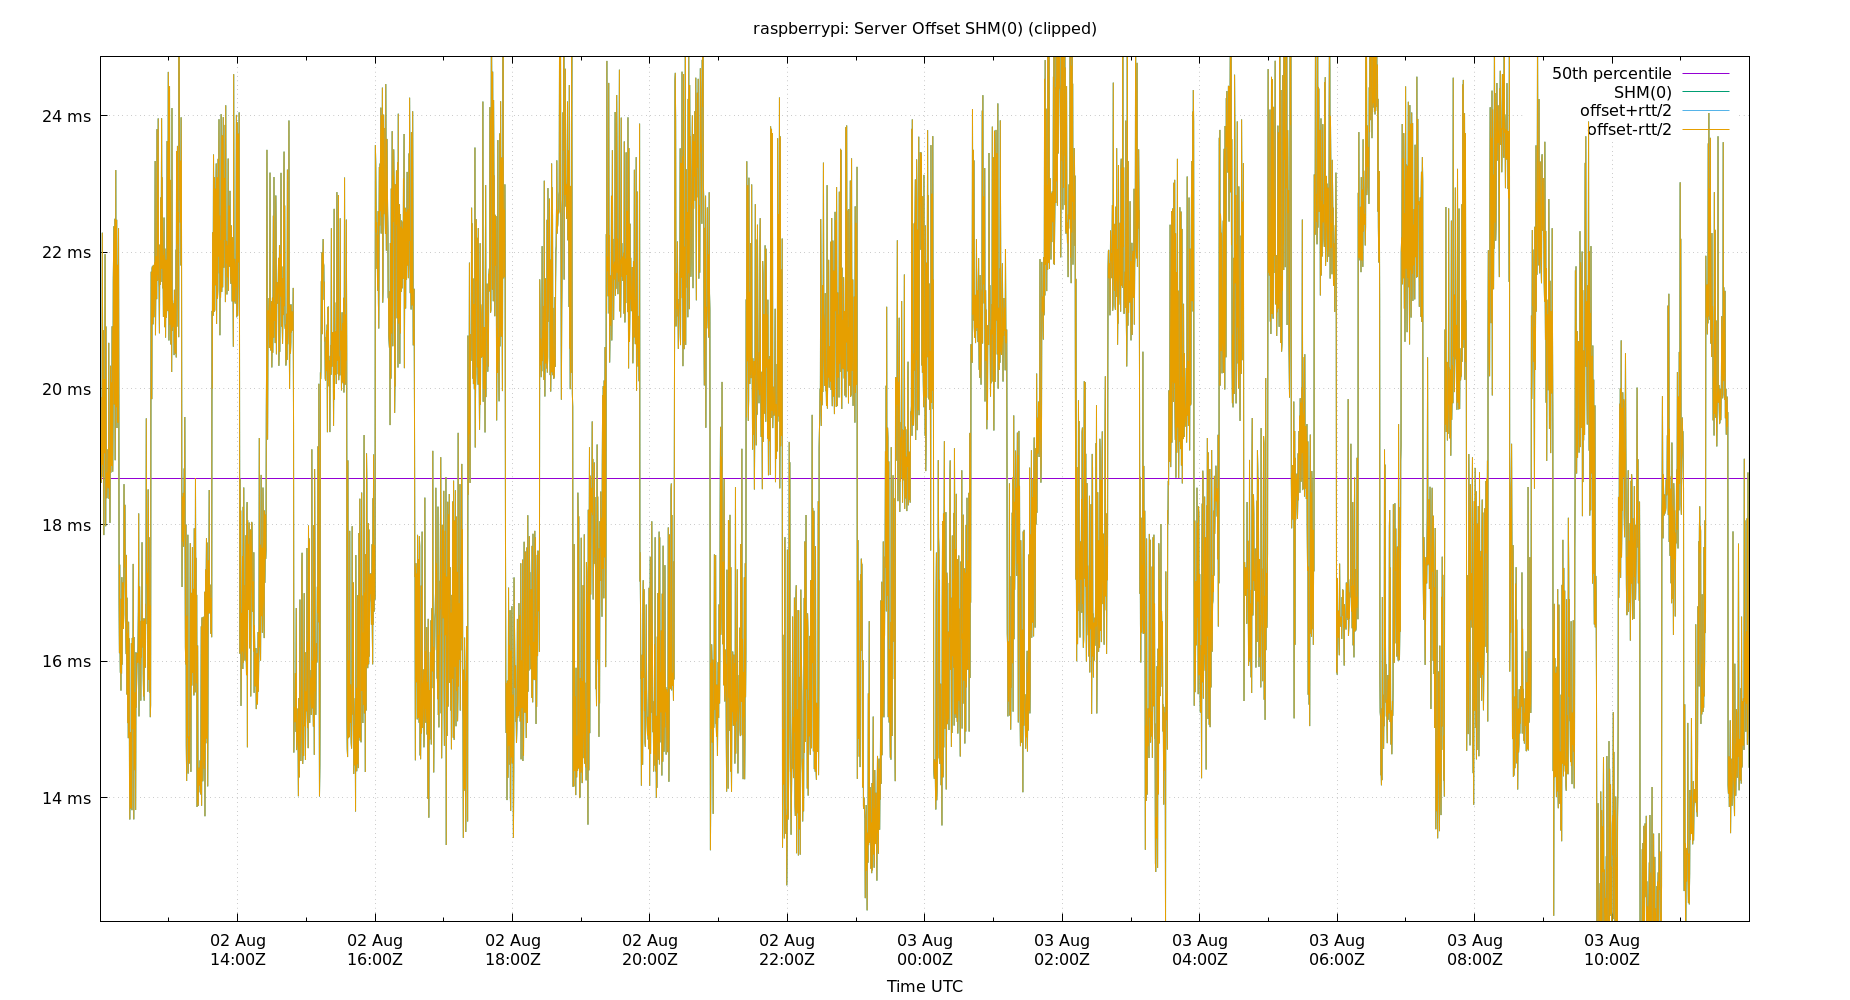 raspberrypi: Server Offset SHM(0) (clipped)
50th percentile
SHM(0)
offset+rtt/2
offset-rtt/2
24 ms
22 ms
20 ms
18 ms
16 ms
14 ms
02 Aug 02 Aug 02 Aug 02 Aug 02 Aug 03 Aug 03 Aug 03 Aug 03 Aug 03 Aug 03 Aug
14:00Z 16:00Z 18:00Z 20:00Z 22:00Z 00:00Z 02:00Z 04:00Z 06:00Z 08:00Z 10:00Z
Time UTC